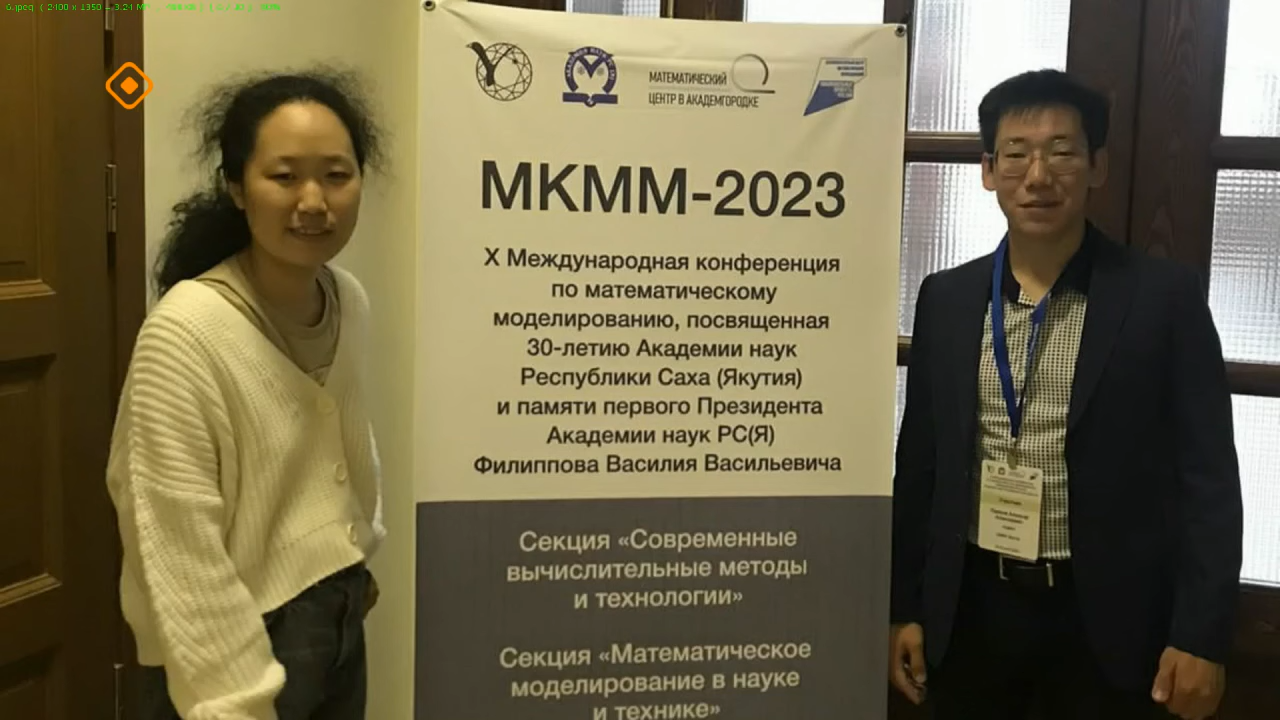 МАТЕМАТИЧЕСКИЙ
ЦЕНТР В АКАДЕМГОРОДКЕ
МКММ-2023
X Международная конференция
по математическому
моделированию, посвященная
30-летию Академии наук
Республики Саха (Якутия)
и памяти первого Президента
Академии наук РС(Я)
Филиппова Василия Васильевича
Секция «Современные
вычислительные методы
и технологии»
Секция «Математическое
моделирование в науке
и технике»